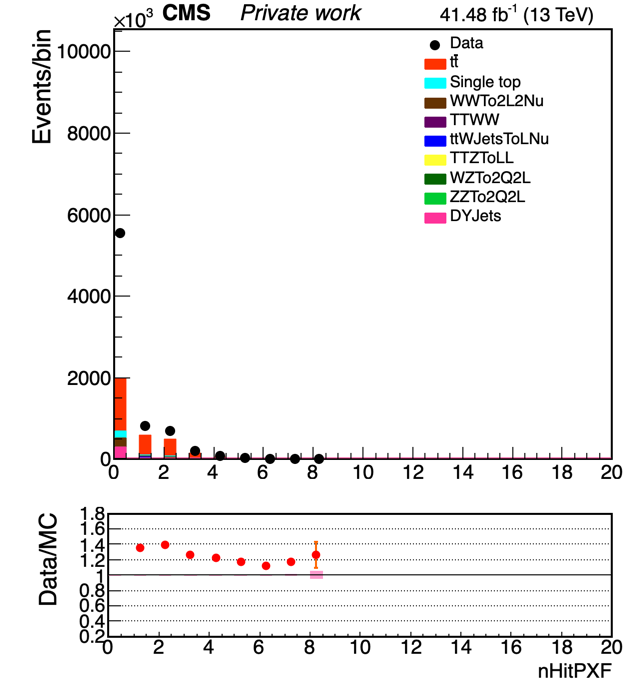 ×10³ CMS Private work 41.48 fb⁻¹ (13 TeV)
Events/bin
10000
8000
6000
4000
2000
0
Data
tt̄
Single top
WWTo2L2Nu
TTWW
ttWJetsToLNu
TTZToLL
WZTo2Q2L
ZZTo2Q2L
DYJets
0 2 4 6 8 10 12 14 16 18 20
Data/MC
1.8
1.6
1.4
1.2
1
0.8
0.6
0.4
0.2
0 2 4 6 8 10 12 14 16 18 20
nHitPXF